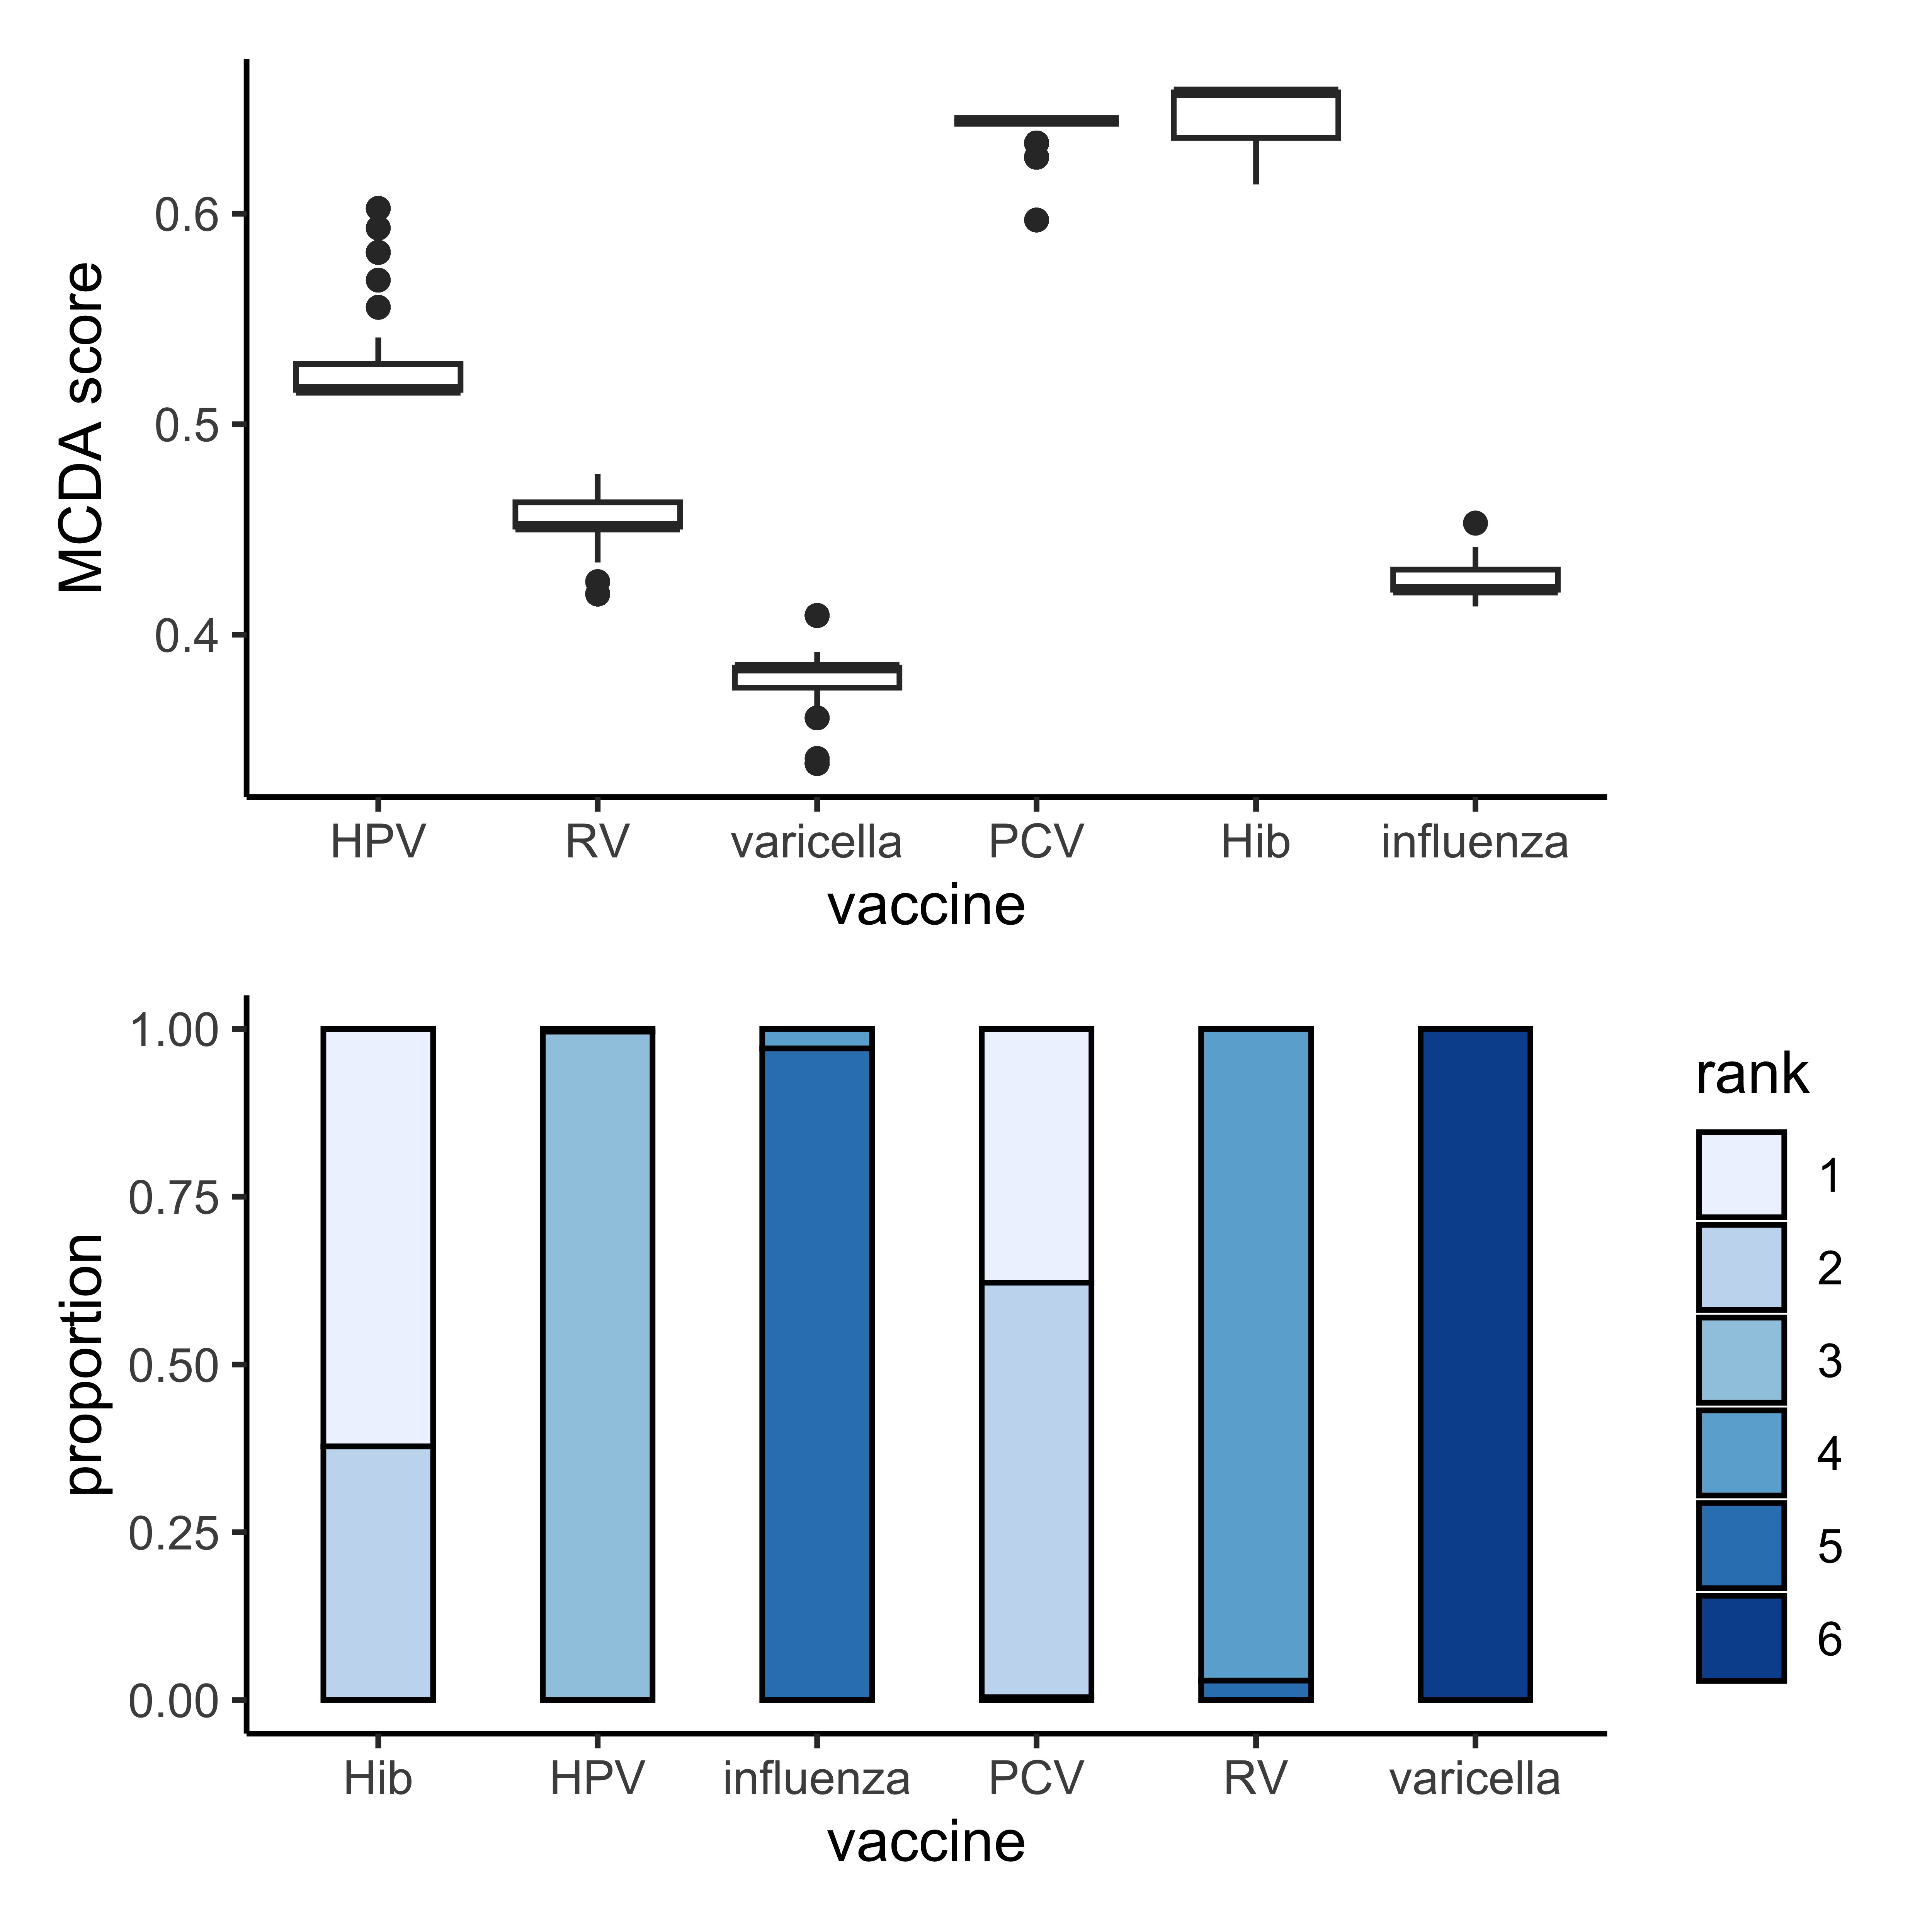 MCDA score
0.6
0.5
0.4
HPV RV varicella PCV Hib influenza
vaccine
proportion
1.00
0.75
0.50
0.25
0.00
Hib HPV influenza PCV RV varicella
vaccine
rank
1
2
3
4
5
6